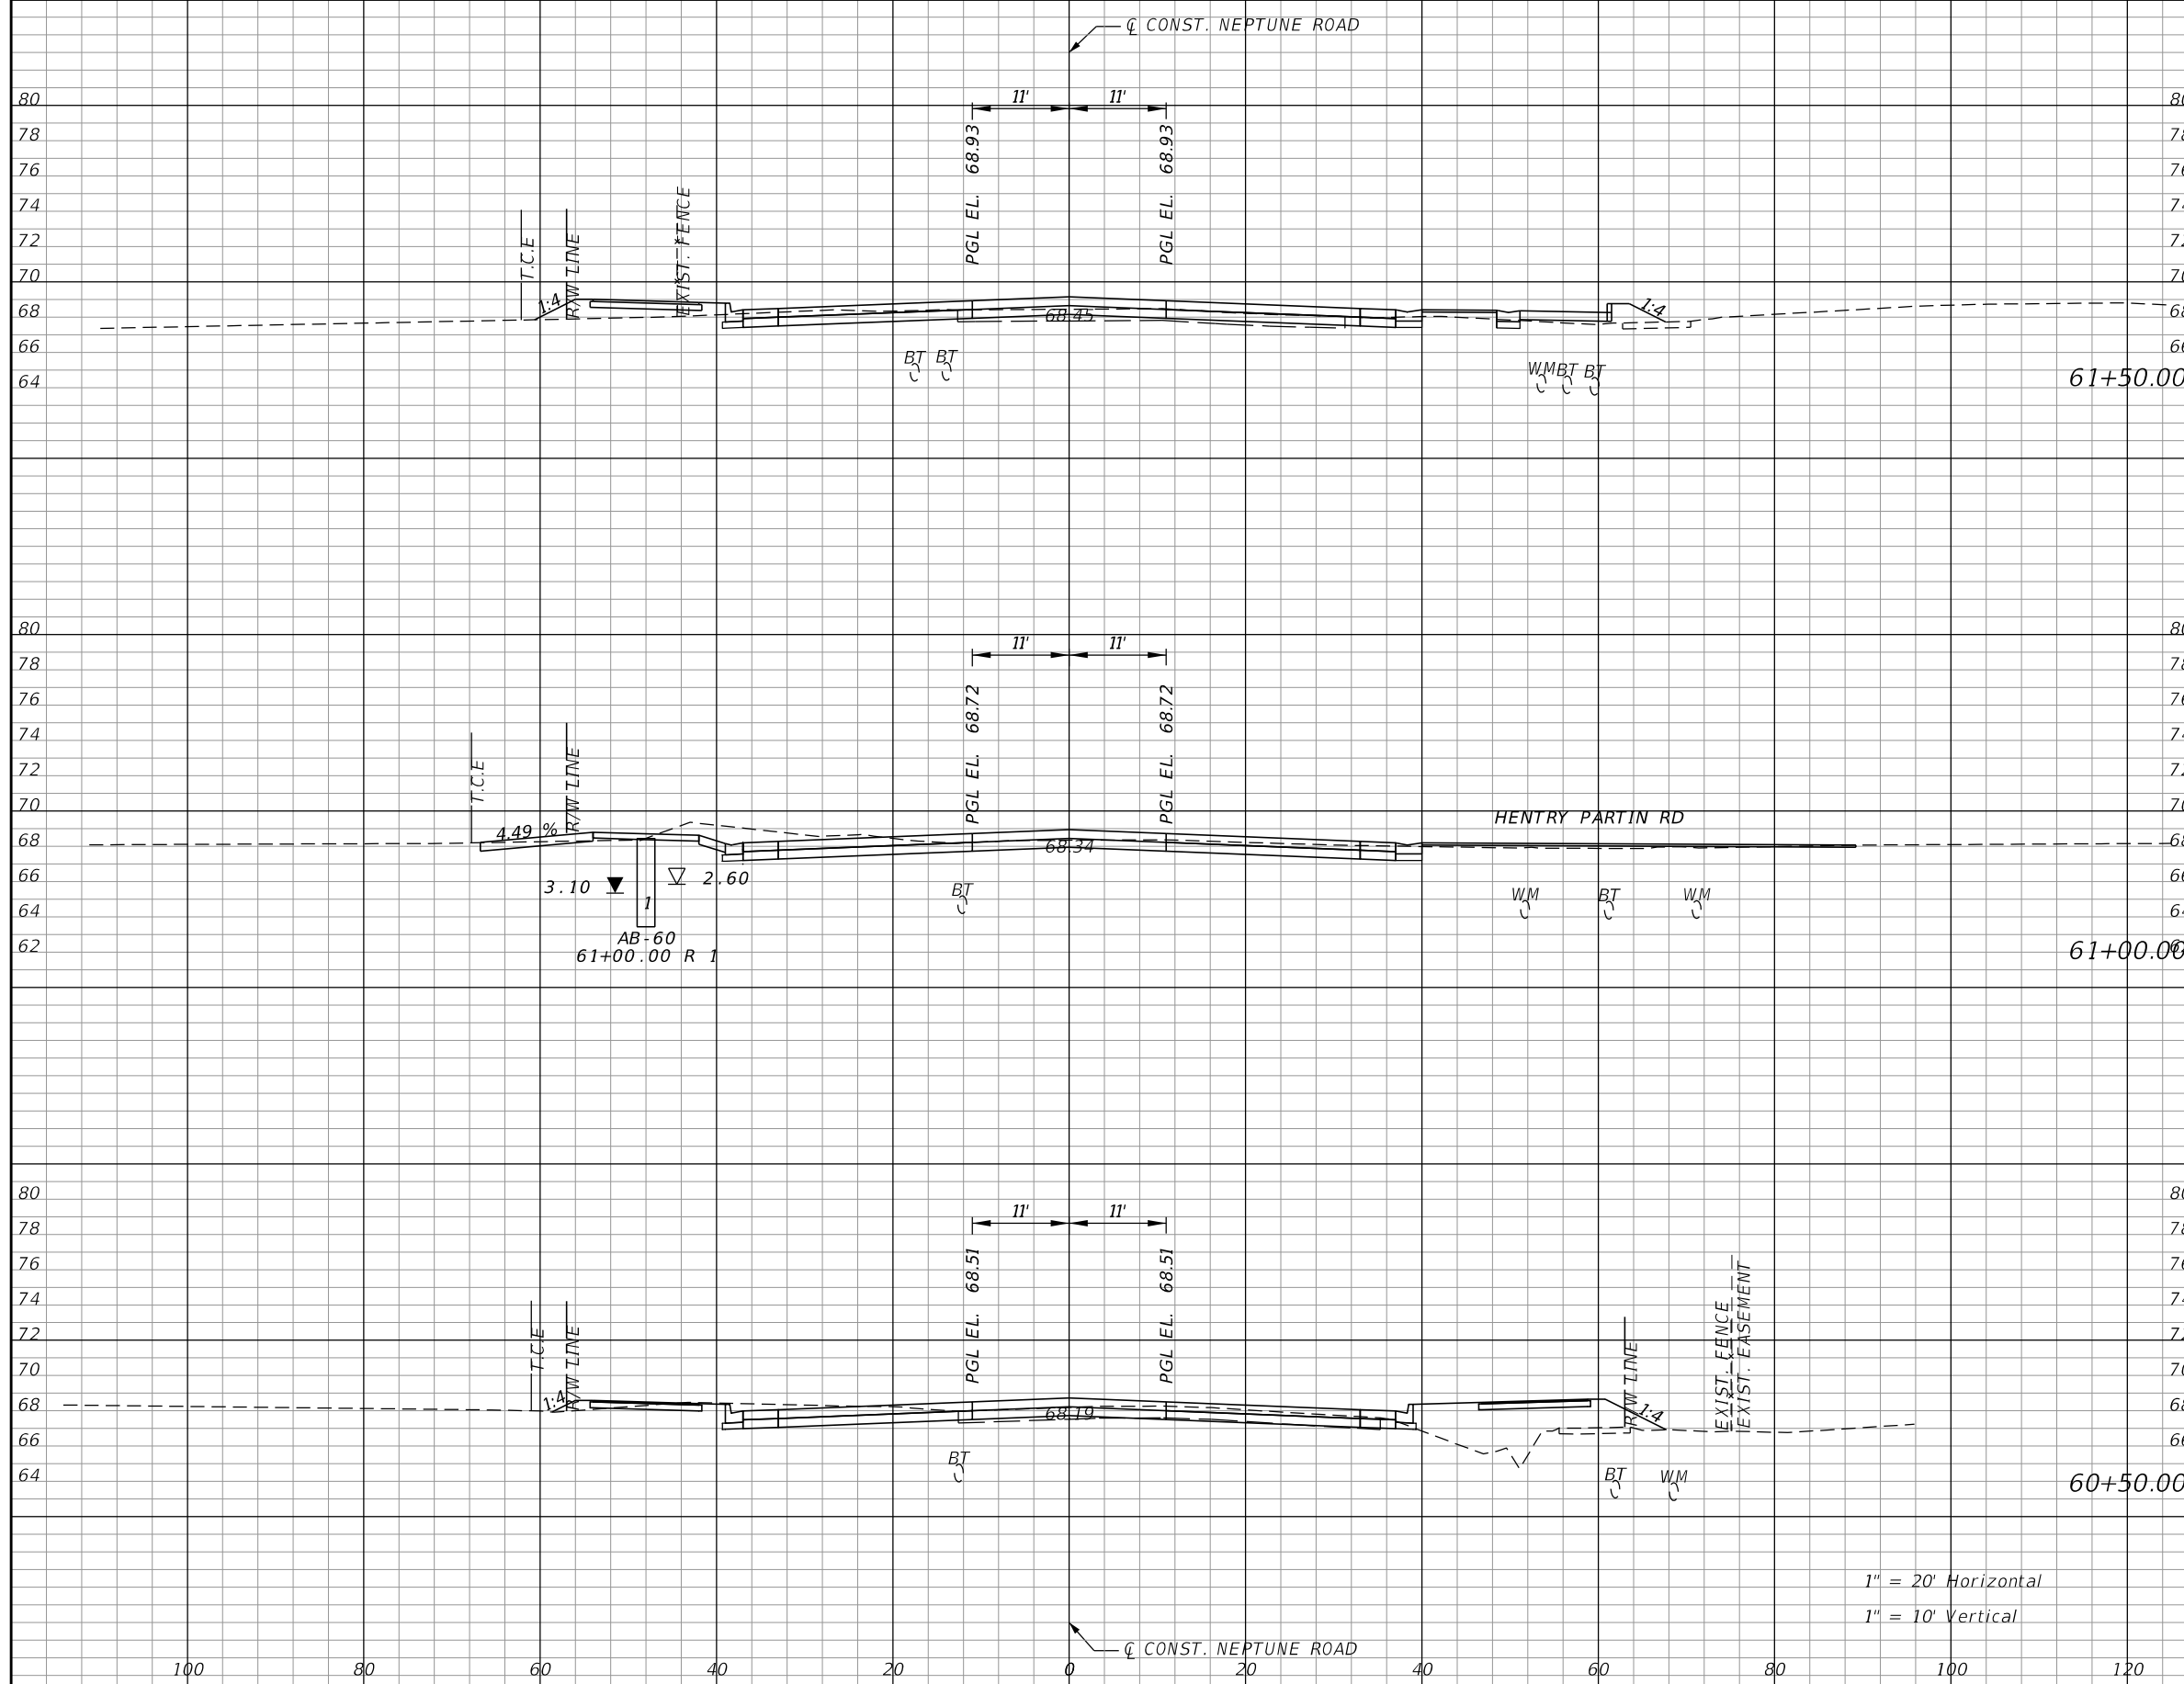 ℄ CONST. NEPTUNE ROAD
11' 11'
80 80
78 78
76 76
74 74
72 72
70 70
68 68
66 66
64
PGL EL. 68.93
PGL EL. 68.93
T.C.E
R/W LINE
EXIST. FENCE
1:4
1:4
68.45
BT BT
WM BT BT
61+50.00
11' 11'
80 80
78 78
76 76
74 74
72 72
70 70
68 68
66 66
64 64
62
PGL EL. 68.72
PGL EL. 68.72
T.C.E
R/W LINE
4.49 %
HENTRY PARTIN RD
68.34
3.10
2.60
1
BT
WM BT WM
AB-60
61+00.00 R 1
61+00.00
11' 11'
80 80
78 78
76 76
74 74
72 72
70 70
68 68
66 66
64
PGL EL. 68.51
PGL EL. 68.51
T.C.E
R/W LINE
R/W LINE
EXIST. FENCE
EXIST. EASEMENT
1:4
1:4
68.19
BT
BT WM
60+50.00
1" = 20' Horizontal
1" = 10' Vertical
℄ CONST. NEPTUNE ROAD
100 80 60 40 20 0 20 40 60 80 100 120